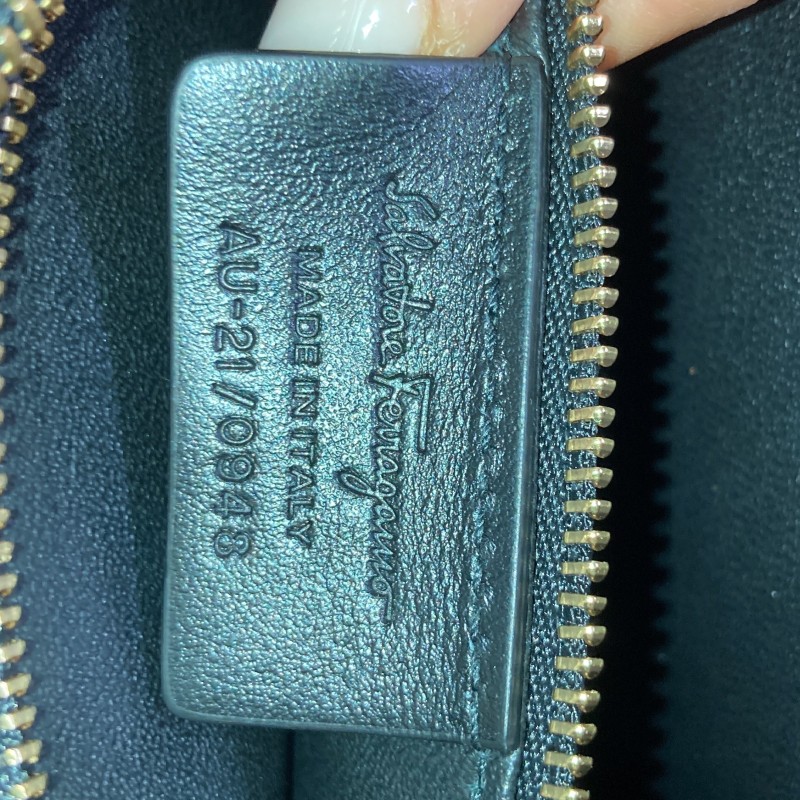 Salvatore Ferragamo
MADE IN ITALY
AU-21/0948